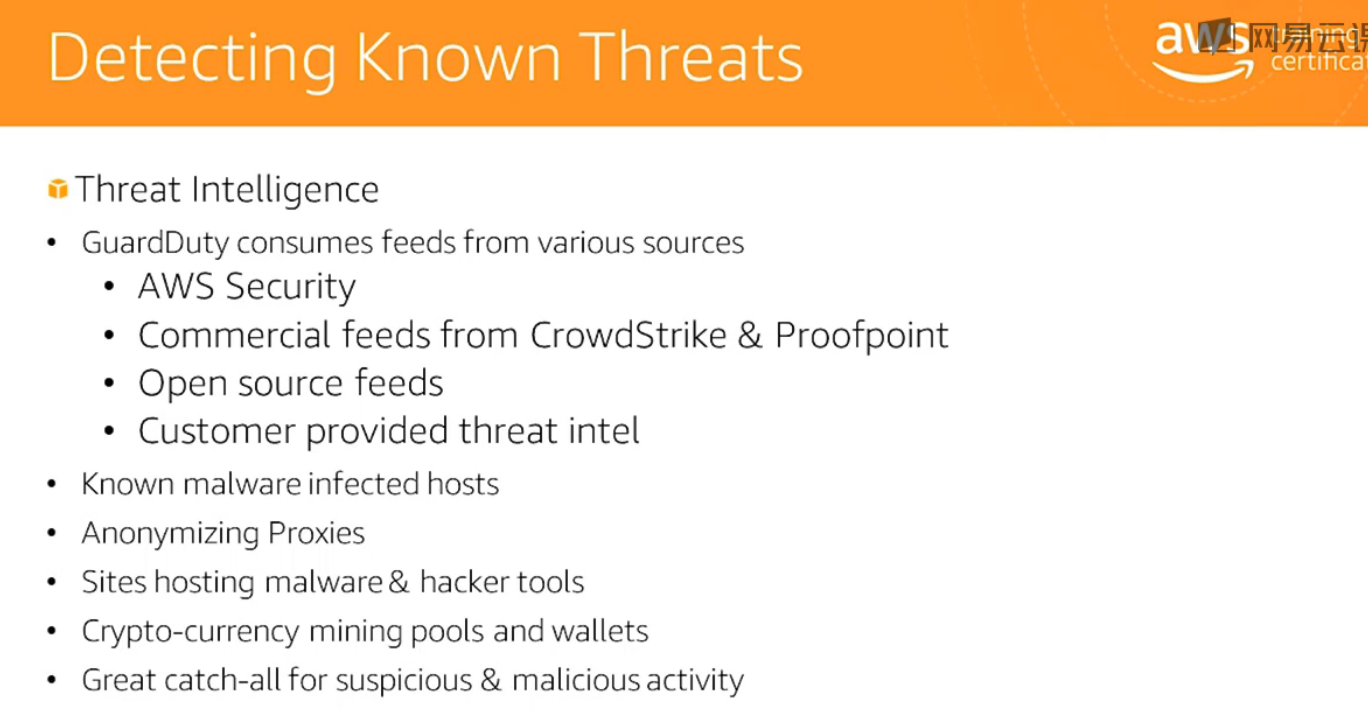 Detecting Known Threats
aws
网易云课
training
certifica
Threat Intelligence
• GuardDuty consumes feeds from various sources
• AWS Security
• Commercial feeds from CrowdStrike & Proofpoint
• Open source feeds
• Customer provided threat intel
• Known malware infected hosts
• Anonymizing Proxies
• Sites hosting malware & hacker tools
• Crypto-currency mining pools and wallets
• Great catch-all for suspicious & malicious activity